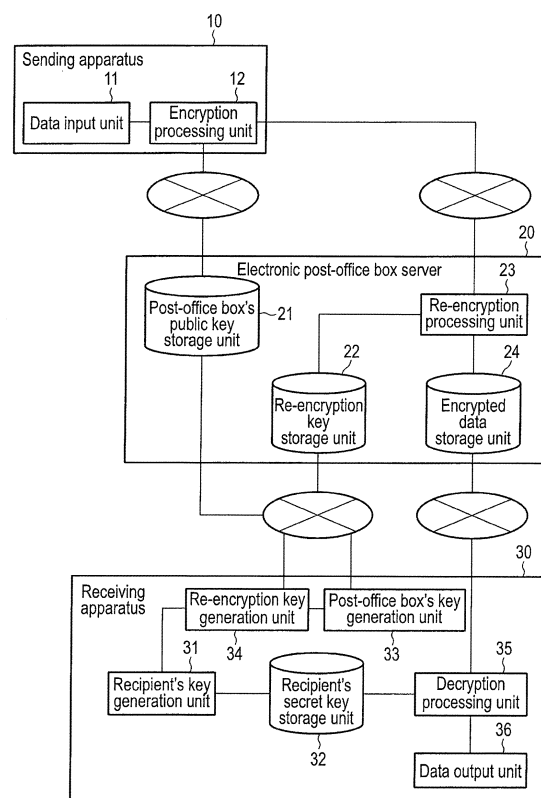 10
Sending apparatus
11
12
Data input unit
Encryption
processing unit
20
Electronic post-office box server
23
Post-office box's
public key
storage unit
21
Re-encryption
processing unit
22
24
Re-encryption
key
storage unit
Encrypted
data
storage unit
30
Receiving
apparatus
Re-encryption key
generation unit
Post-office box's key
generation unit
34
33
31
35
Recipient's key
generation unit
Recipient's
secret key
storage unit
Decryption
processing unit
32
36
Data output unit